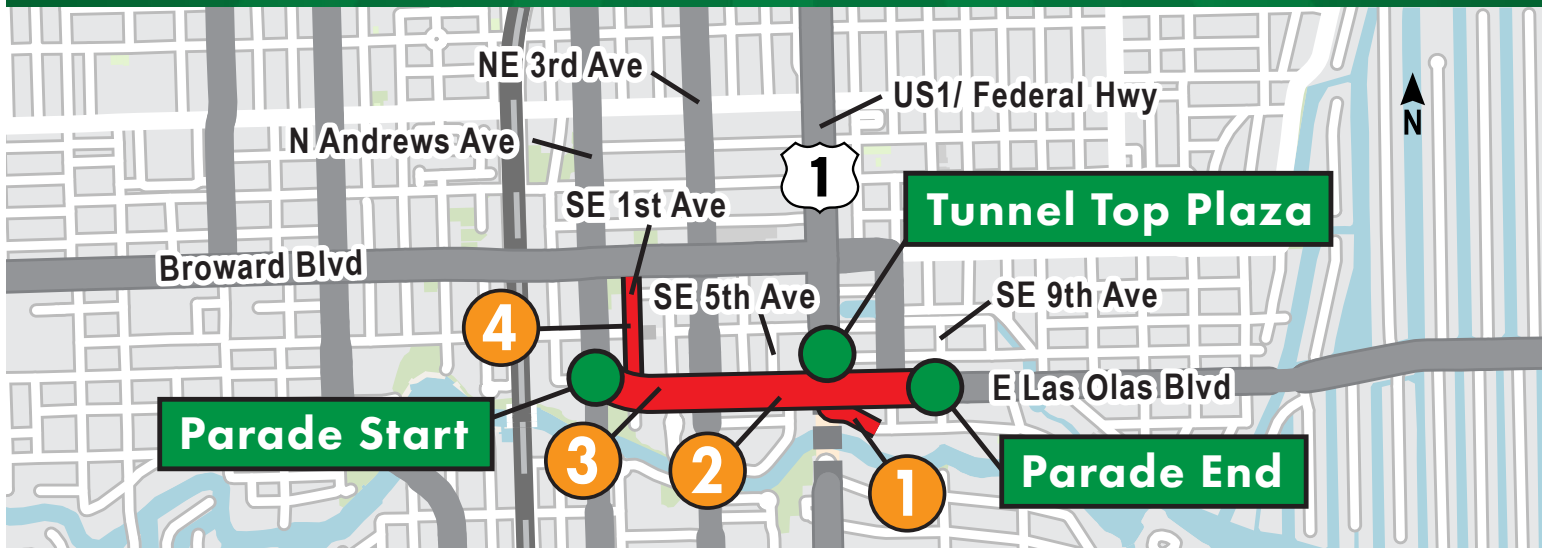 NE 3rd Ave
US1/ Federal Hwy
N
N Andrews Ave
1
SE 1st Ave
Tunnel Top Plaza
Broward Blvd
SE 5th Ave
SE 9th Ave
4
E Las Olas Blvd
Parade Start
3
2
1
Parade End